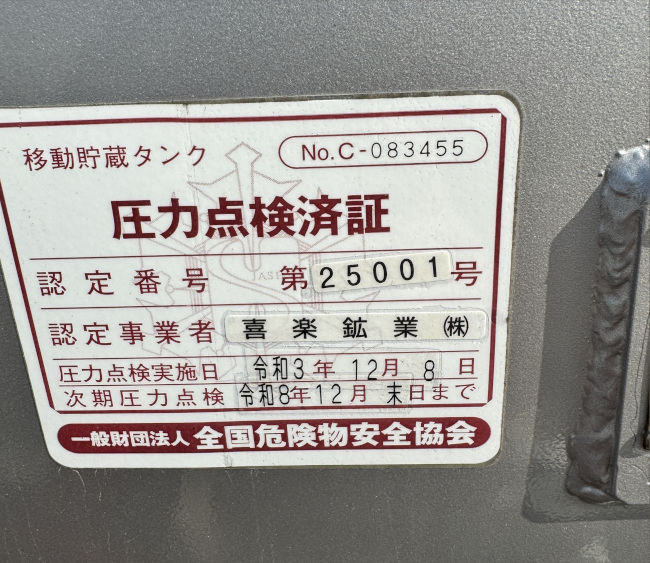 移動貯蔵タンク No.C-083455
圧力点検済証
認定番号 第25001号
認定事業者 喜楽鉱業㈱
圧力点検実施日 令和3年12月8日
次期圧力点検 令和8年12月末日まで
一般財団法人 全国危険物安全協会